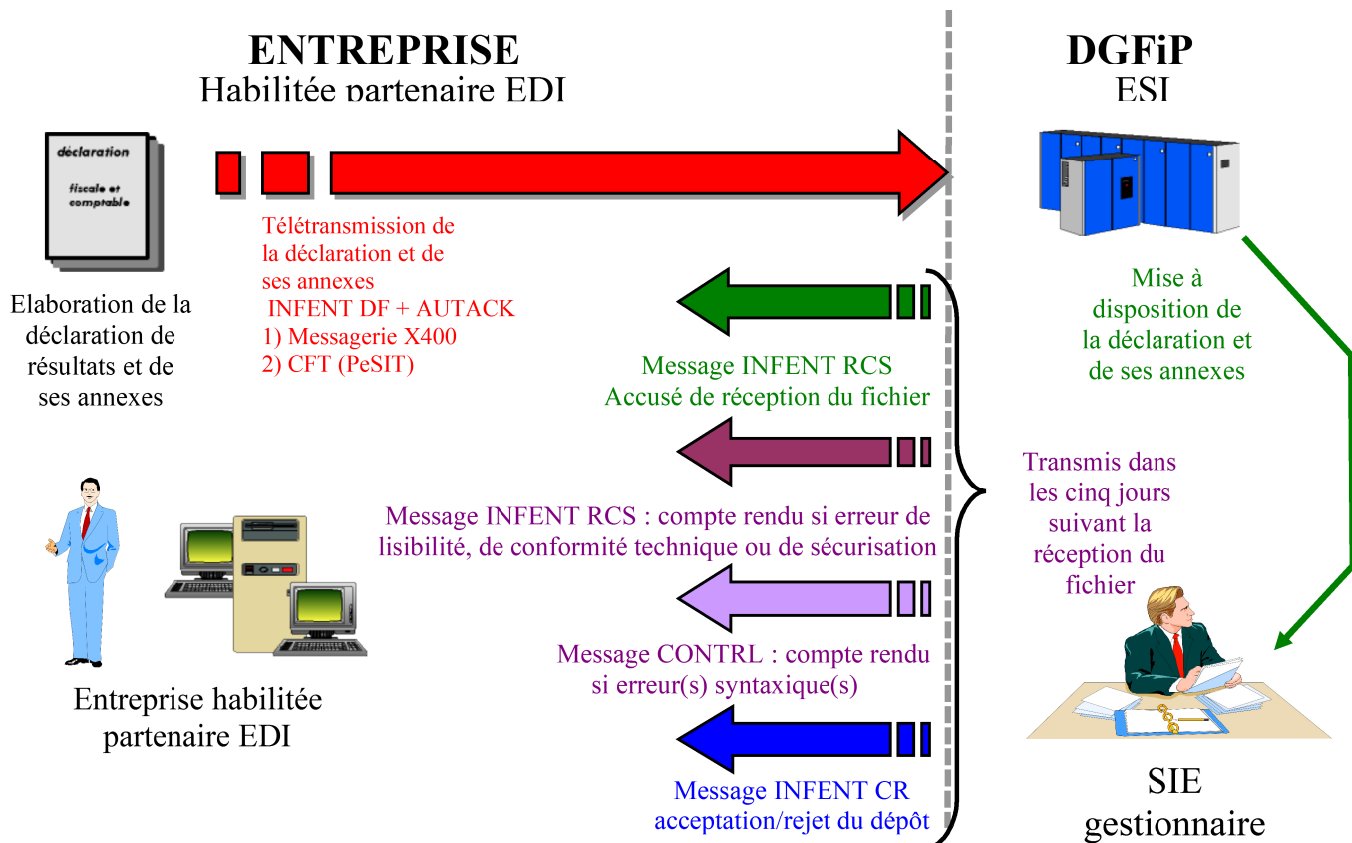 ENTREPRISE
Habilitée partenaire EDI
DGFiP
ESI
déclaration
fiscale et
comptable
Télétransmission de
la déclaration et de
ses annexes
INFENT DF + AUTACK
1) Messagerie X400
2) CFT (PeSIT)
Elaboration de la
déclaration de
résultats et de
ses annexes
Mise à
disposition de
la déclaration et
de ses annexes
Message INFENT RCS
Accusé de réception du fichier
Transmis dans
les cinq jours
suivant la
réception du
fichier
Message INFENT RCS : compte rendu si erreur de
lisibilité, de conformité technique ou de sécurisation
Message CONTRL : compte rendu
si erreur(s) syntaxique(s)
Entreprise habilitée
partenaire EDI
Message INFENT CR
acceptation/rejet du dépôt
SIE
gestionnaire